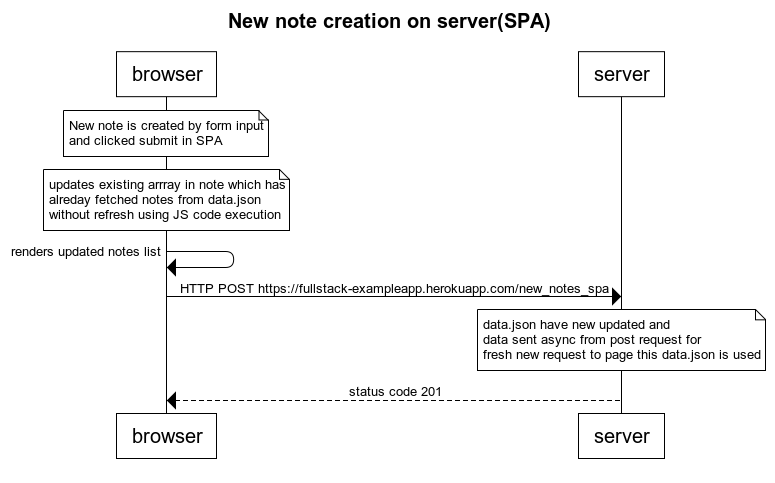 New note creation on server(SPA)
browser
server
New note is created by form input
and clicked submit in SPA
updates existing arrray in note which has
alreday fetched notes from data.json
without refresh using JS code execution
renders updated notes list
HTTP POST https://fullstack-exampleapp.herokuapp.com/new_notes_spa
data.json have new updated and
data sent async from post request for
fresh new request to page this data.json is used
status code 201
browser
server